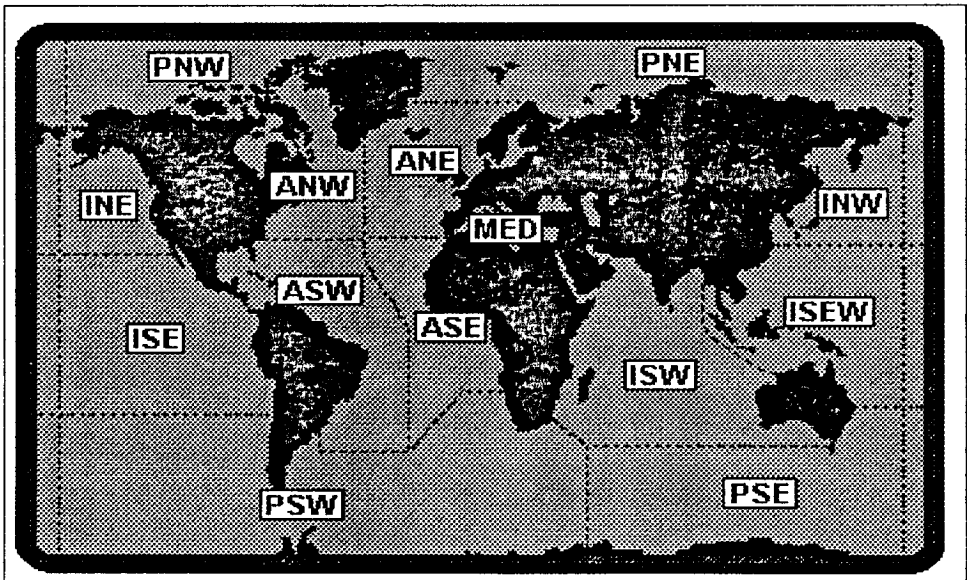 PNW
PNE
ANE
ANW
INE
INW
MED
ASW
ISEW
ASE
ISE
ISW
PSE
PSW